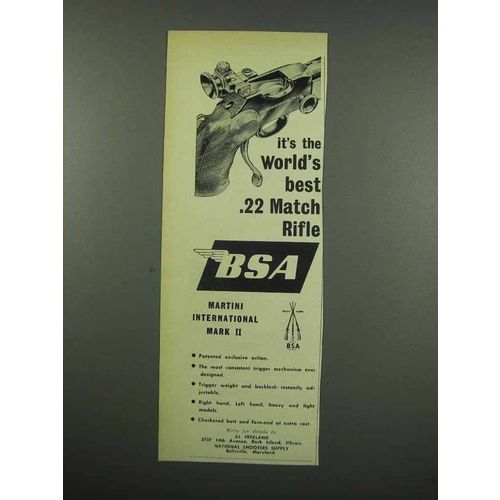 it's the
World's
best
.22 Match
Rifle
BSA
MARTINI
INTERNATIONAL
MARK II
BSA
● Patented exclusive action.
● The most consistent trigger mechanism ever
designed.
● Trigger weight and backlash instantly ad-
justable.
● Right hand, Left hand, heavy and light
models.
● Checkered butt and fore-end at extra cost.
Write for details to
AL FREELAND
3737 14th Avenue, Rock Island, Illinois.
NATIONAL SHOOTERS SUPPLY
Beltsville, Maryland.